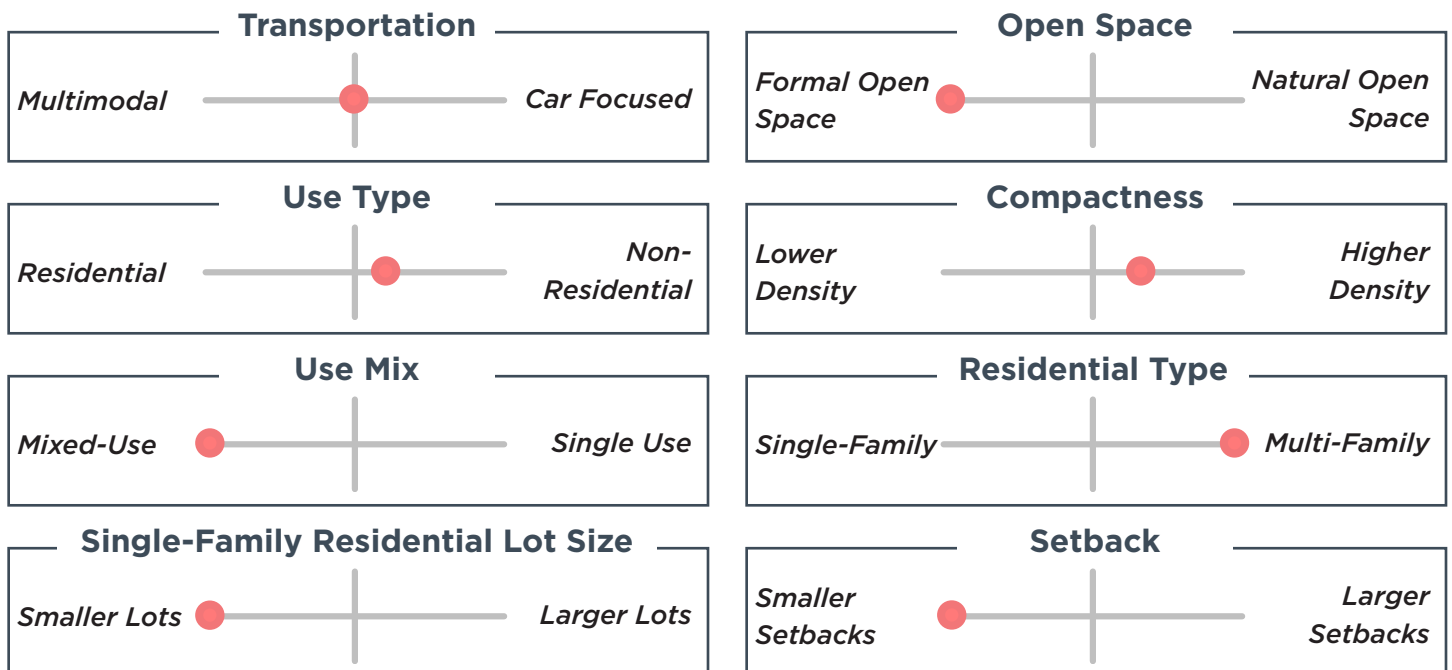 Transportation
Multimodal
Car Focused
Open Space
Formal Open
Space
Natural Open
Space
Use Type
Residential
Non-
Residential
Compactness
Lower
Density
Higher
Density
Use Mix
Mixed-Use
Single Use
Residential Type
Single-Family
Multi-Family
Single-Family Residential Lot Size
Smaller Lots
Larger Lots
Setback
Smaller
Setbacks
Larger
Setbacks